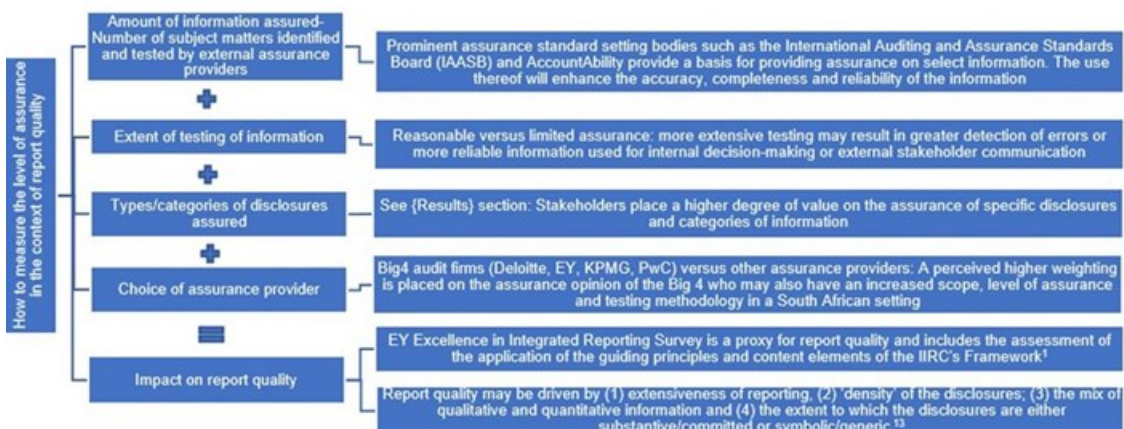 How to measure the level of assurance
in the context of report quality
Amount of information assured-
Number of subject matters identified
and tested by external assurance
providers
Prominent assurance standard setting bodies such as the International Auditing and Assurance Standards
Board (IAASB) and AccountAbility provide a basis for providing assurance on select information. The use
thereof will enhance the accuracy, completeness and reliability of the information
Extent of testing of information
Reasonable versus limited assurance: more extensive testing may result in greater detection of errors or
more reliable information used for internal decision-making or external stakeholder communication
Types/categories of disclosures
assured
See {Results} section: Stakeholders place a higher degree of value on the assurance of specific disclosures
and categories of information
Choice of assurance provider
Big4 audit firms (Deloitte, EY, KPMG, PwC) versus other assurance providers: A perceived higher weighting
is placed on the assurance opinion of the Big 4 who may also have an increased scope, level of assurance
and testing methodology in a South African setting
Impact on report quality
EY Excellence in Integrated Reporting Survey is a proxy for report quality and includes the assessment of
the application of the guiding principles and content elements of the IIRC's Framework¹
Report quality may be driven by (1) extensiveness of reporting, (2) 'density' of the disclosures; (3) the mix of
qualitative and quantitative information and (4) the extent to which the disclosures are either
substantive/committed or symbolic/generic.¹³